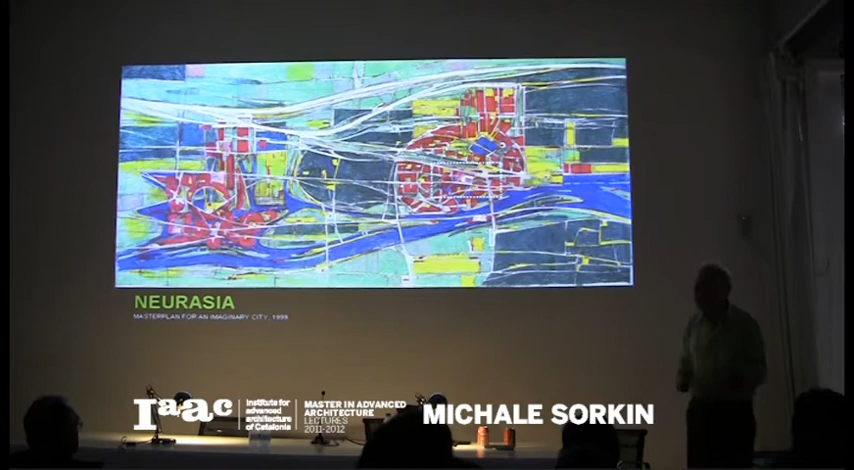 NEURASIA
MASTERPLAN FOR AN IMAGINARY CITY, 1999
Iaac
Institute for
advanced
architecture
of Catalonia
MASTER IN ADVANCED
ARCHITECTURE
LECTURES
2011-2012
MICHALE SORKIN